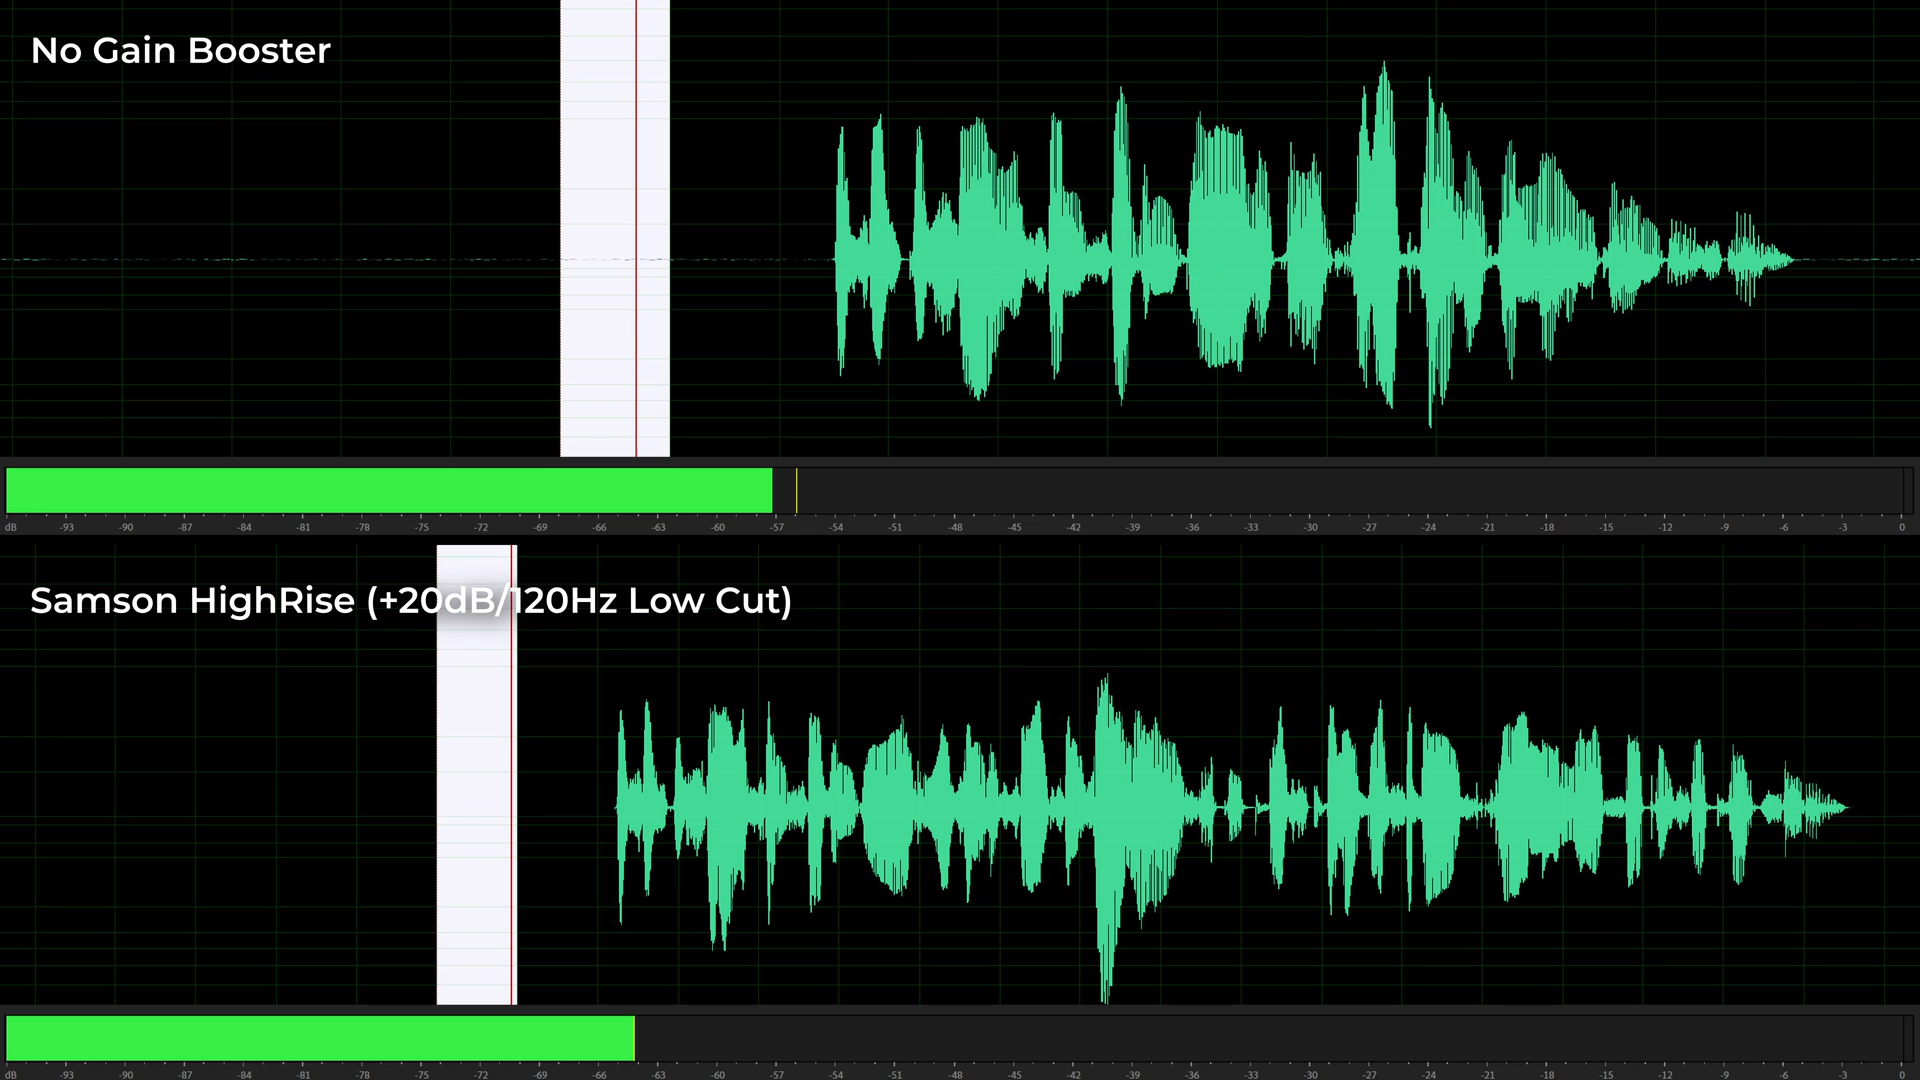 No Gain Booster
dB -93 -90 -87 -84 -81 -78 -75 -72 -69 -66 -63 -60 -57 -54 -51 -48 -45 -42 -39 -36 -33 -30 -27 -24 -21 -18 -15 -12 -9 -6 -3 0
Samson HighRise (+20dB/120Hz Low Cut)
dB -93 -90 -87 -84 -81 -78 -75 -72 -69 -66 -63 -60 -57 -54 -51 -48 -45 -42 -39 -36 -33 -30 -27 -24 -21 -18 -15 -12 -9 -6 -3 0